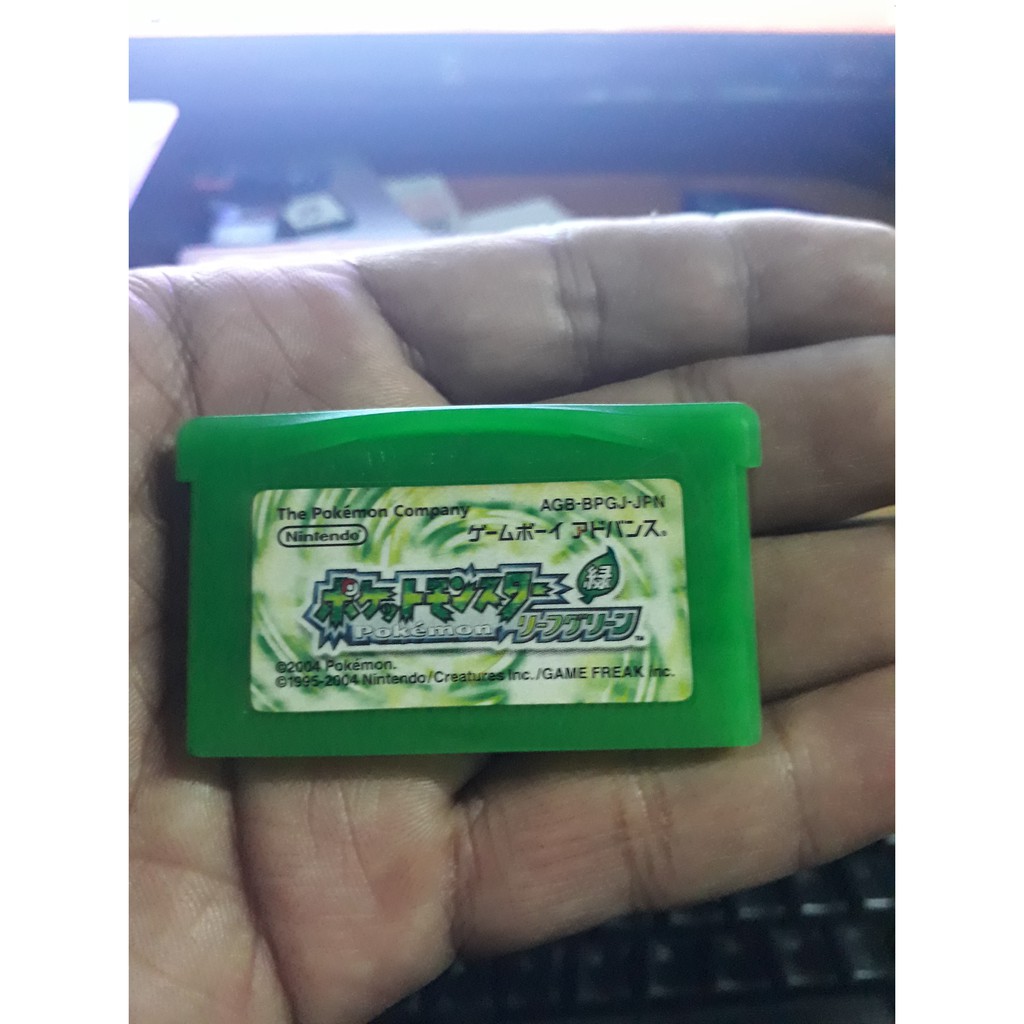 The Pokémon Company
AGB-BPGJ-JPN
Nintendo
ゲームボーイ アドバンス®
ポケットモンスター
緑
Pokémon
リーフグリーン™
©2004 Pokémon.
©1995-2004 Nintendo/Creatures Inc./GAME FREAK inc.